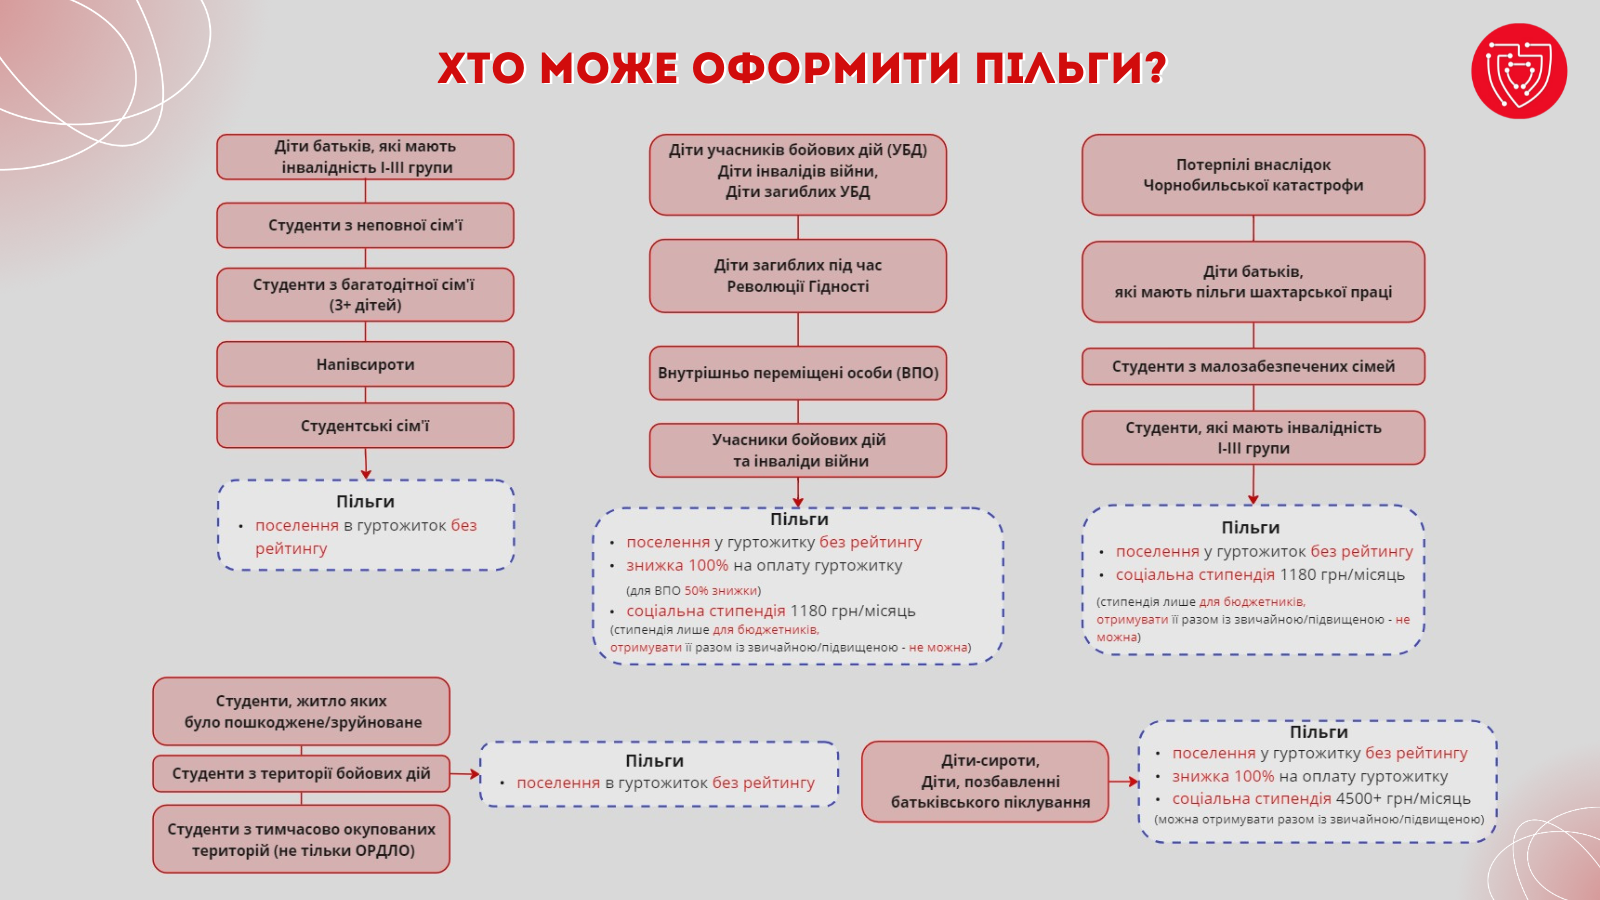 ХТО МОЖЕ ОФОРМИТИ ПІЛЬГИ?
Діти батьків, які мають
інвалідність І-ІІІ групи
Студенти з неповної сім'ї
Студенти з багатодітної сім'ї
(3+ дітей)
Напівсироти
Студентські сім'ї
Пільги
• поселення в гуртожиток без
рейтингу
Діти учасників бойових дій (УБД)
Діти інвалідів війни,
Діти загиблих УБД
Діти загиблих під час
Революції Гідності
Внутрішньо переміщені особи (ВПО)
Учасники бойових дій
та інваліди війни
Пільги
• поселення у гуртожитку без рейтингу
• знижка 100% на оплату гуртожитку
(для ВПО 50% знижки)
• соціальна стипендія 1180 грн/місяць
(стипендія лише для бюджетників,
отримувати її разом із звичайною/підвищеною - не можна)
Потерпілі внаслідок
Чорнобильської катастрофи
Діти батьків,
які мають пільги шахтарської праці
Студенти з малозабезпечених сімей
Студенти, які мають інвалідність
І-ІІІ групи
Пільги
• поселення у гуртожиток без рейтингу
• соціальна стипендія 1180 грн/місяць
(стипендія лише для бюджетників,
отримувати її разом із звичайною/підвищеною - не
можна)
Студенти, житло яких
було пошкоджене/зруйноване
Студенти з території бойових дій
Студенти з тимчасово окупованих
територій (не тільки ОРДЛО)
Пільги
• поселення в гуртожиток без рейтингу
Діти-сироти,
Діти, позбавленні
батьківського піклування
Пільги
• поселення у гуртожитку без рейтингу
• знижка 100% на оплату гуртожитку
• соціальна стипендія 4500+ грн/місяць
(можна отримувати разом із звичайною/підвищеною)